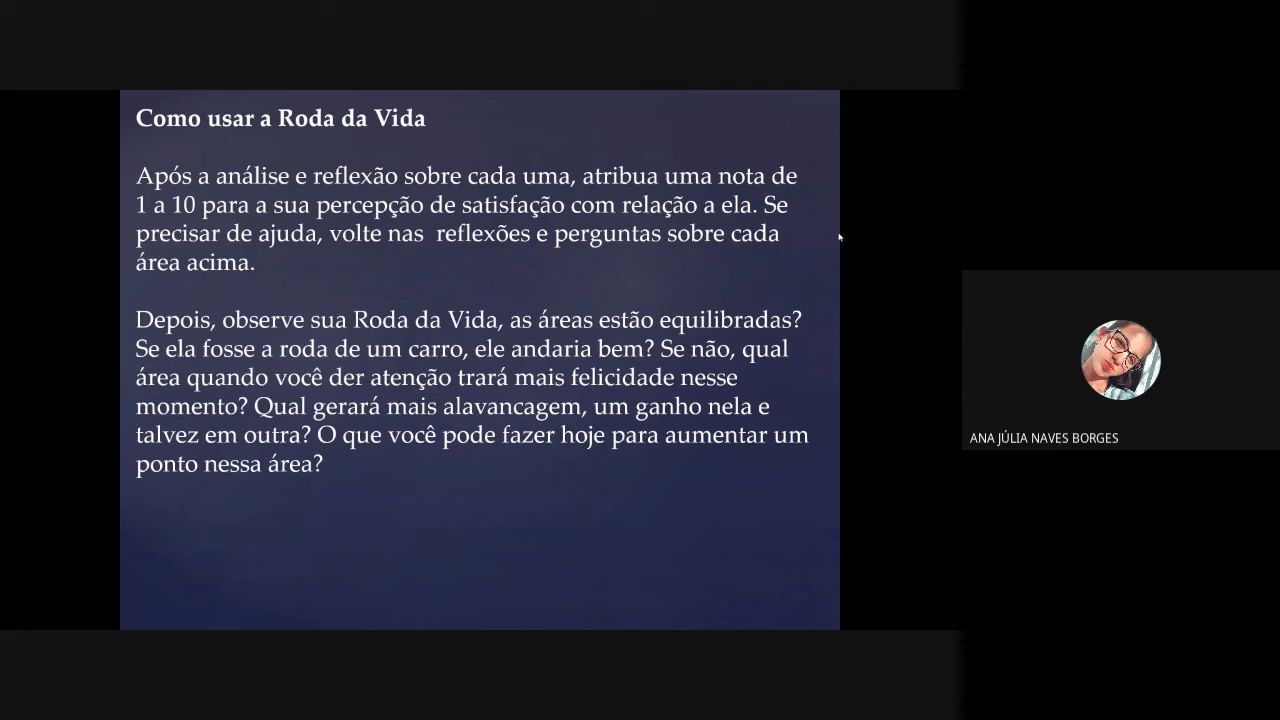 Como usar a Roda da Vida
Após a análise e reflexão sobre cada uma, atribua uma nota de
1 a 10 para a sua percepção de satisfação com relação a ela. Se
precisar de ajuda, volte nas  reflexões e perguntas sobre cada
área acima.
Depois, observe sua Roda da Vida, as áreas estão equilibradas?
Se ela fosse a roda de um carro, ele andaria bem? Se não, qual
área quando você der atenção trará mais felicidade nesse
momento? Qual gerará mais alavancagem, um ganho nela e
talvez em outra? O que você pode fazer hoje para aumentar um
ponto nessa área?
ANA JÚLIA NAVES BORGES